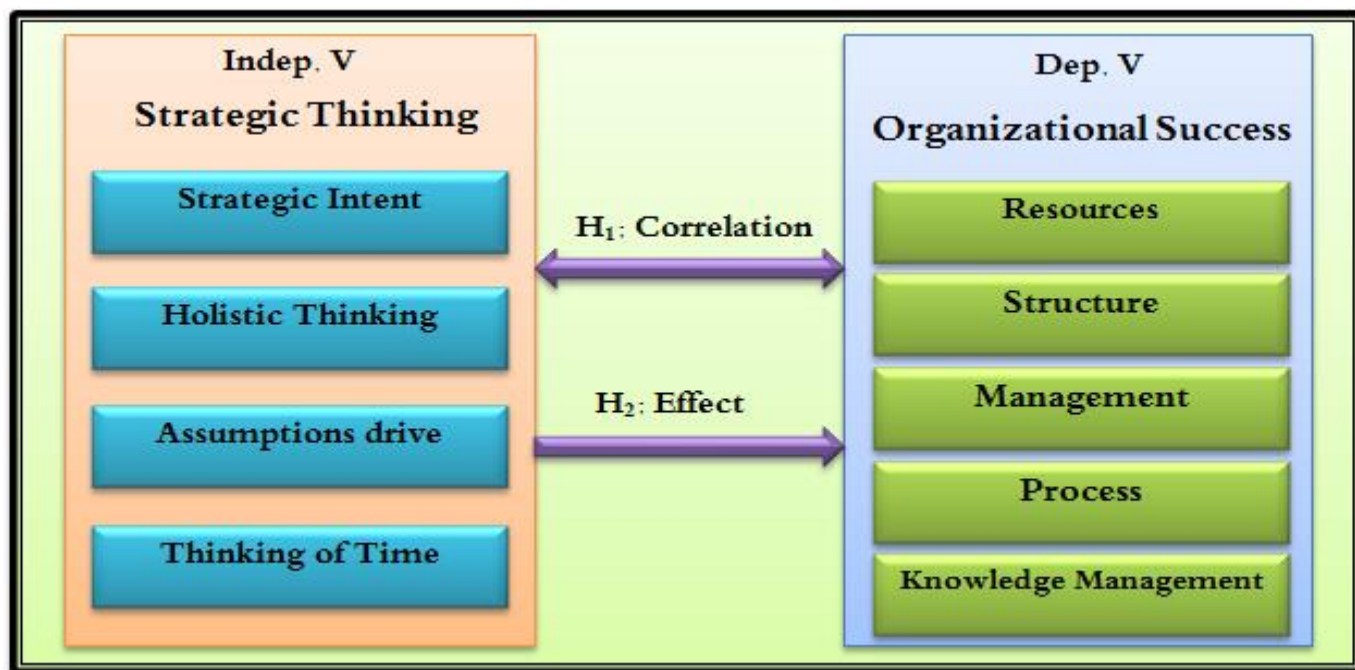 Indep. V
Strategic Thinking
Strategic Intent
Holistic Thinking
Assumptions drive
Thinking of Time
H₁: Correlation
H₂: Effect
Dep. V
Organizational Success
Resources
Structure
Management
Process
Knowledge Management